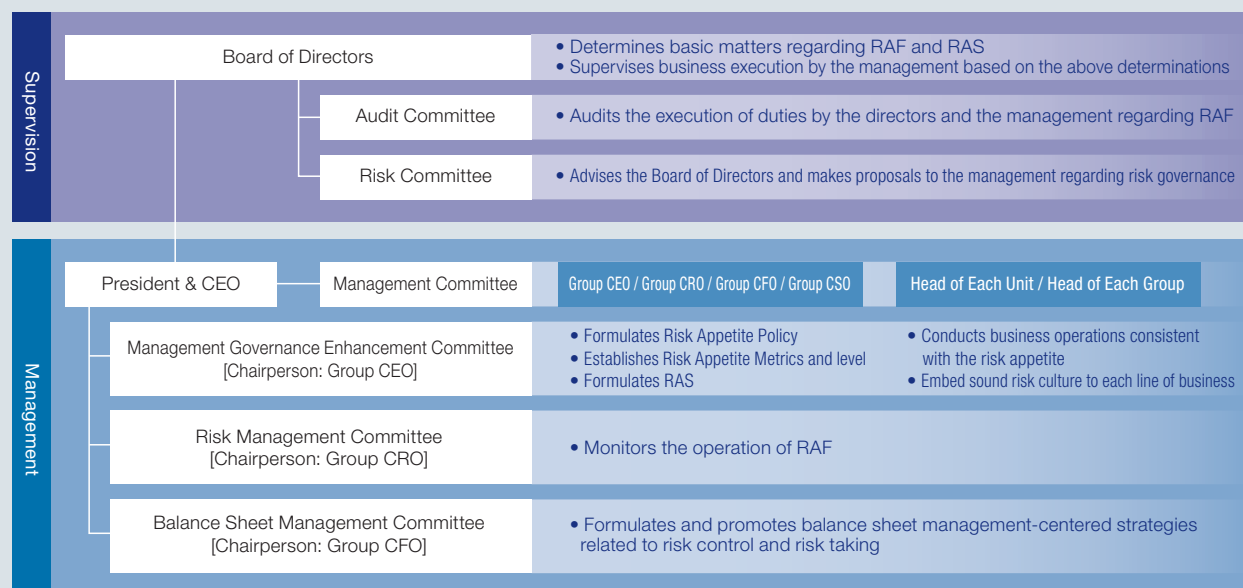 Supervision
Board of Directors
• Determines basic matters regarding RAF and RAS
• Supervises business execution by the management based on the above determinations
Audit Committee
• Audits the execution of duties by the directors and the management regarding RAF
Risk Committee
• Advises the Board of Directors and makes proposals to the management regarding risk governance
Management
President & CEO
Management Committee
Group CEO / Group CRO / Group CFO / Group CSO
Head of Each Unit / Head of Each Group
Management Governance Enhancement Committee
[Chairperson: Group CEO]
• Formulates Risk Appetite Policy
• Establishes Risk Appetite Metrics and level
• Formulates RAS
• Conducts business operations consistent
with the risk appetite
• Embed sound risk culture to each line of business
Risk Management Committee
[Chairperson: Group CRO]
• Monitors the operation of RAF
Balance Sheet Management Committee
[Chairperson: Group CFO]
• Formulates and promotes balance sheet management-centered strategies
related to risk control and risk taking